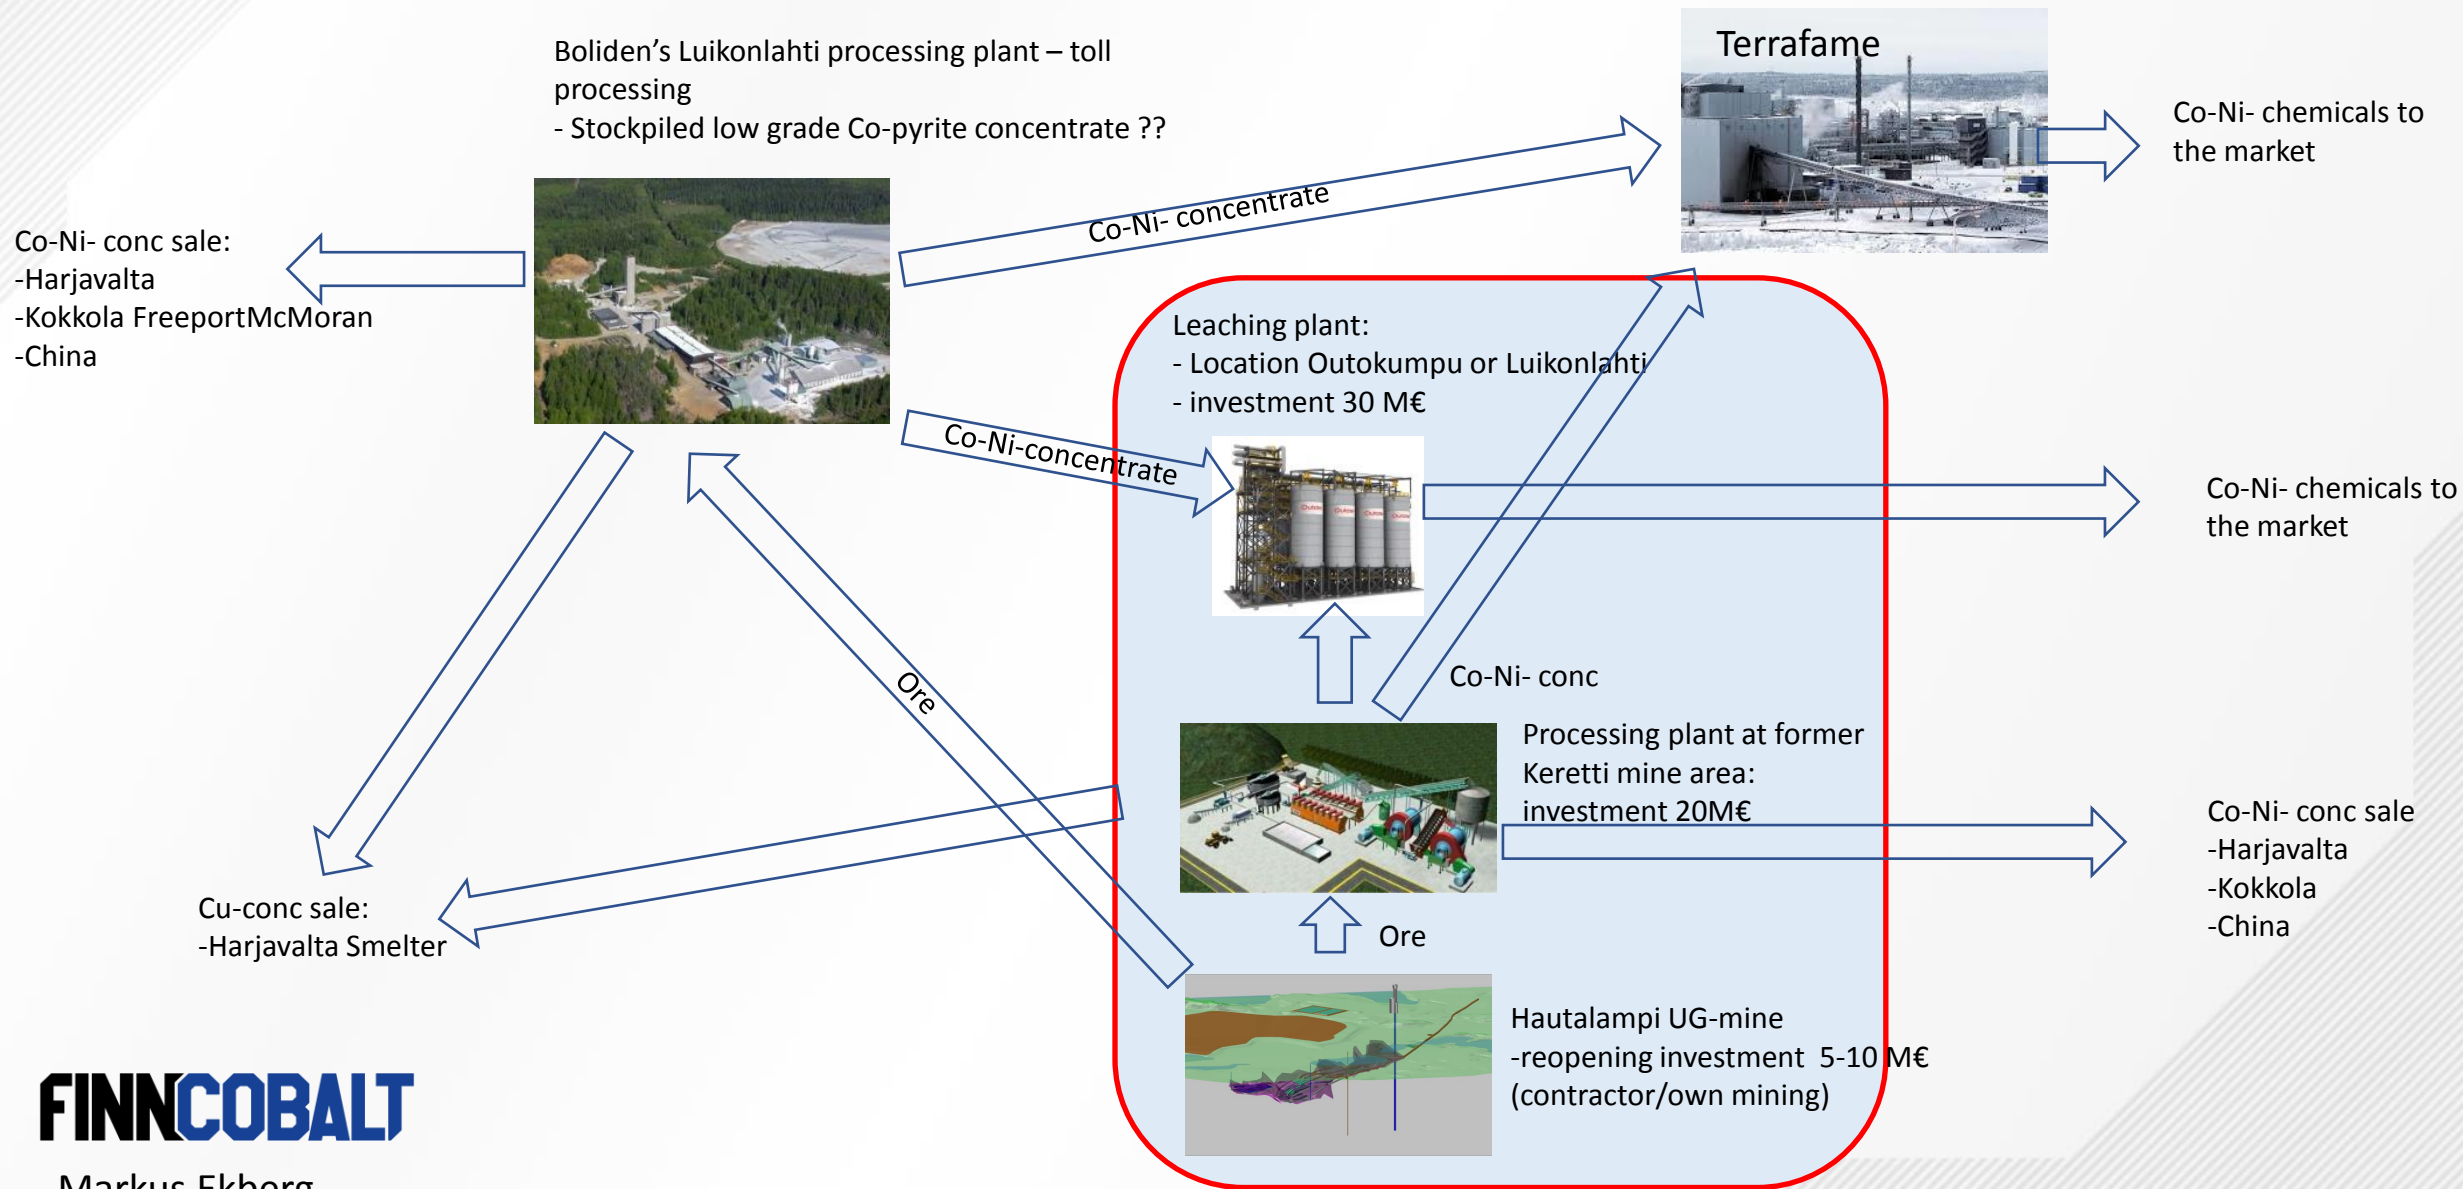 Boliden's Luikonlahti processing plant – toll
processing
- Stockpiled low grade Co-pyrite concentrate ??
Terrafame
Co-Ni- chemicals to
the market
Co-Ni- concentrate
Co-Ni- conc sale:
-Harjavalta
-Kokkola FreeportMcMoran
-China
Leaching plant:
- Location Outokumpu or Luikonlahti
- investment 30 M€
Co-Ni-concentrate
Co-Ni- chemicals to
the market
Ore
Co-Ni- conc
Processing plant at former
Keretti mine area:
investment 20M€
Co-Ni- conc sale
-Harjavalta
-Kokkola
-China
Cu-conc sale:
-Harjavalta Smelter
Ore
Hautalampi UG-mine
-reopening investment 5-10 M€
(contractor/own mining)
FINNCOBALT
Markus Ekberg